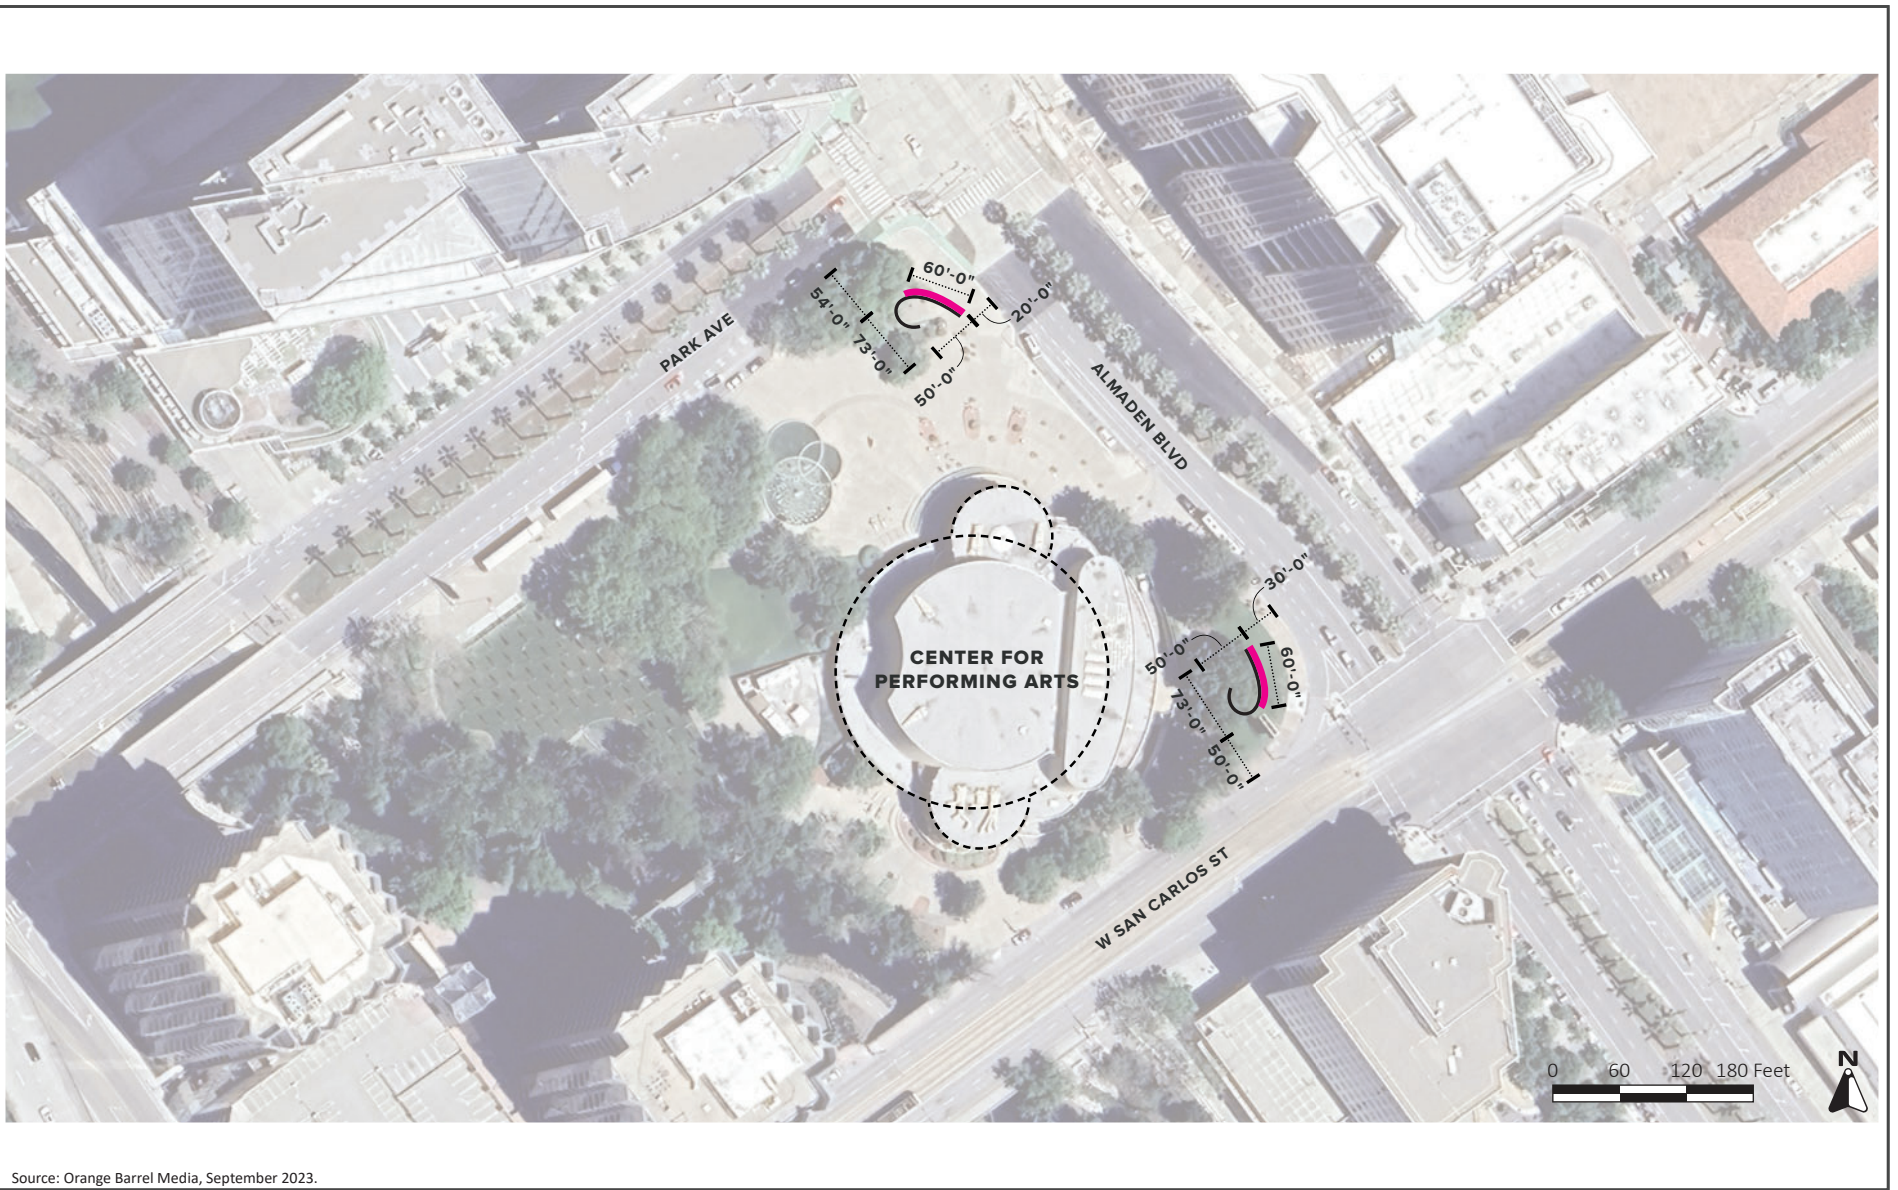 60'-0"
20'-0"
54'-0"
73'-0"
50'-0"
PARK AVE
ALMADEN BLVD
30'-0"
50'-0"
60'-0"
73'-0"
50'-0"
CENTER FOR
PERFORMING ARTS
W SAN CARLOS ST
0 60 120 180 Feet
N
Source: Orange Barrel Media, September 2023.